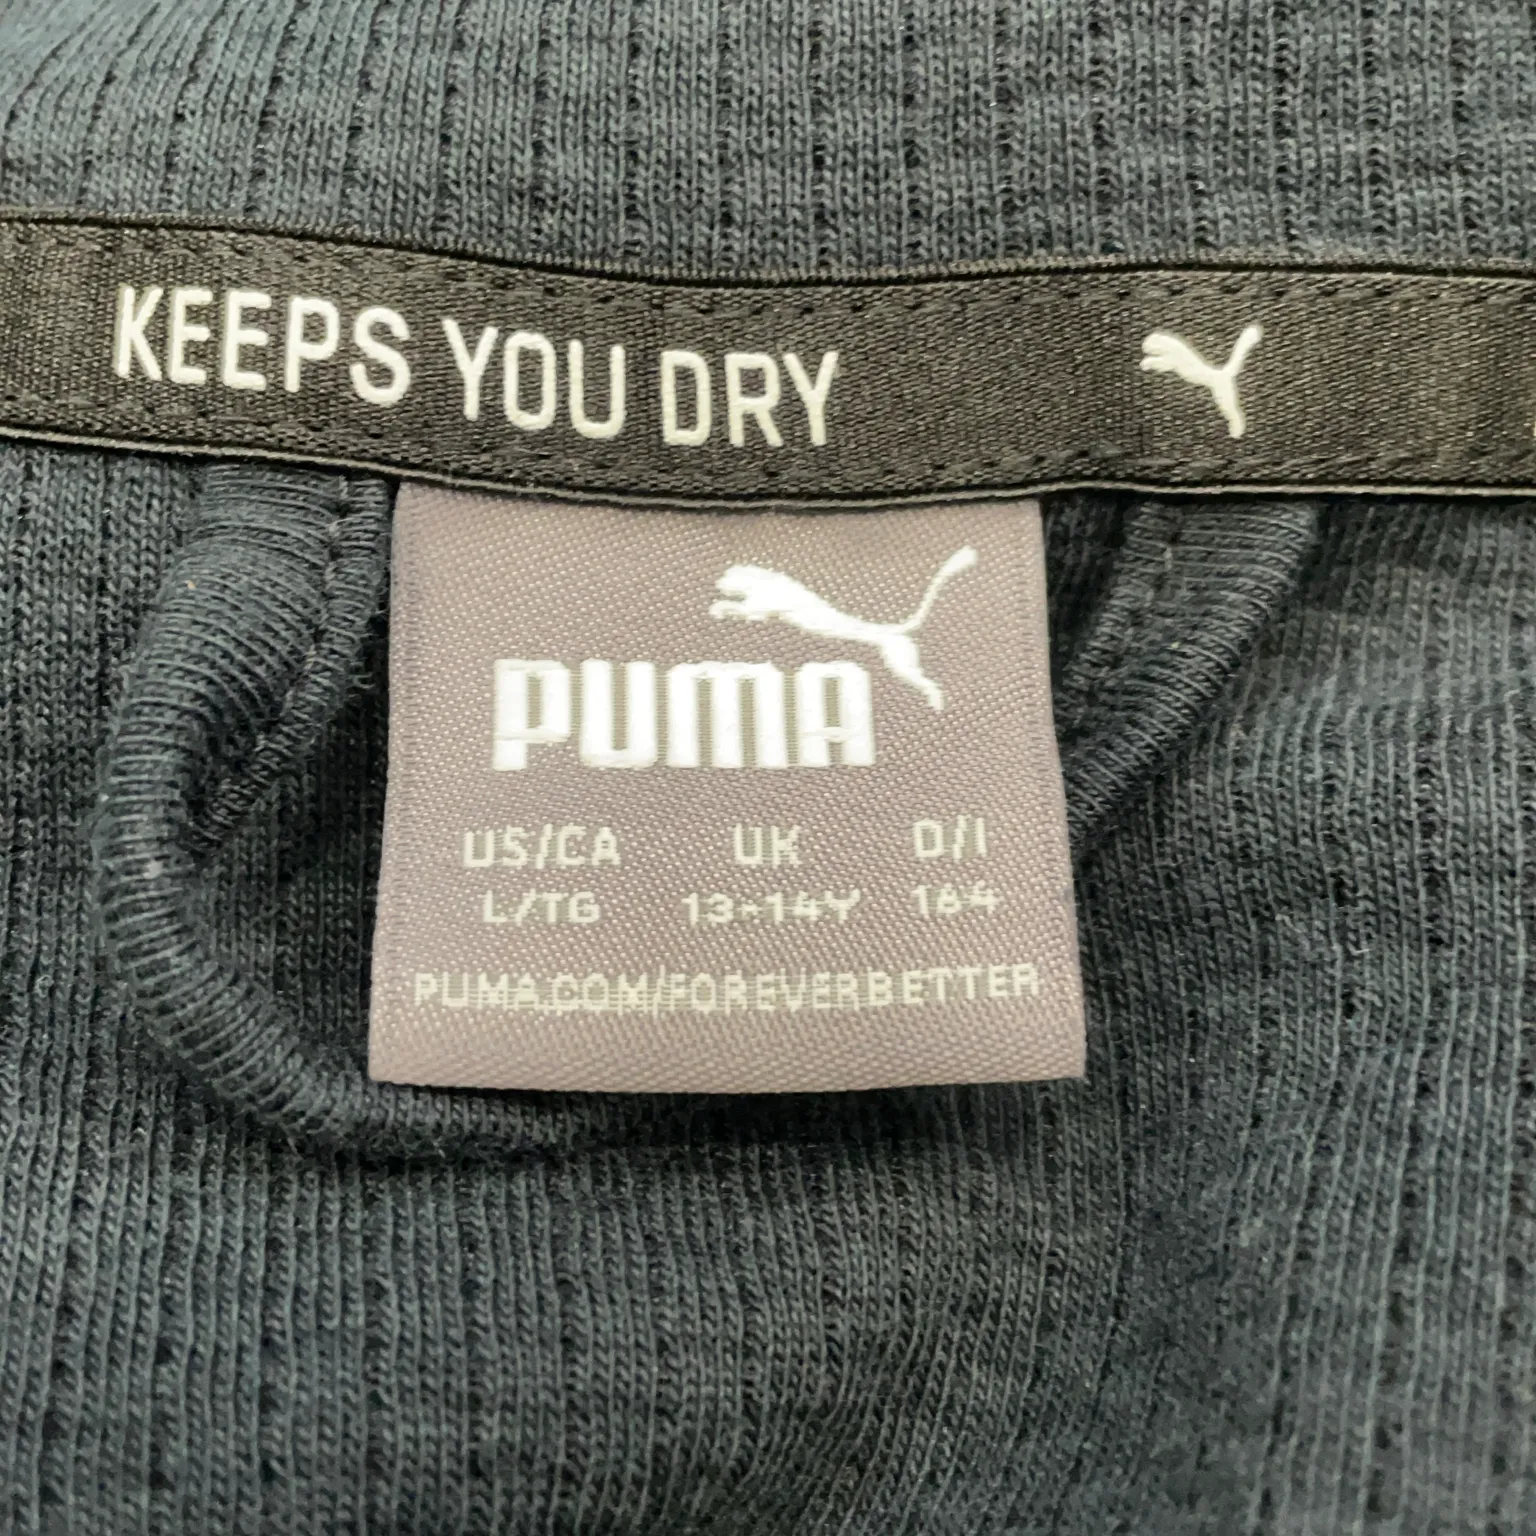 KEEPS YOU DRY
PUMA
US/CA UK D/I
L/TG 13-14Y 164
PUMA.COM/FOREVERBETTER